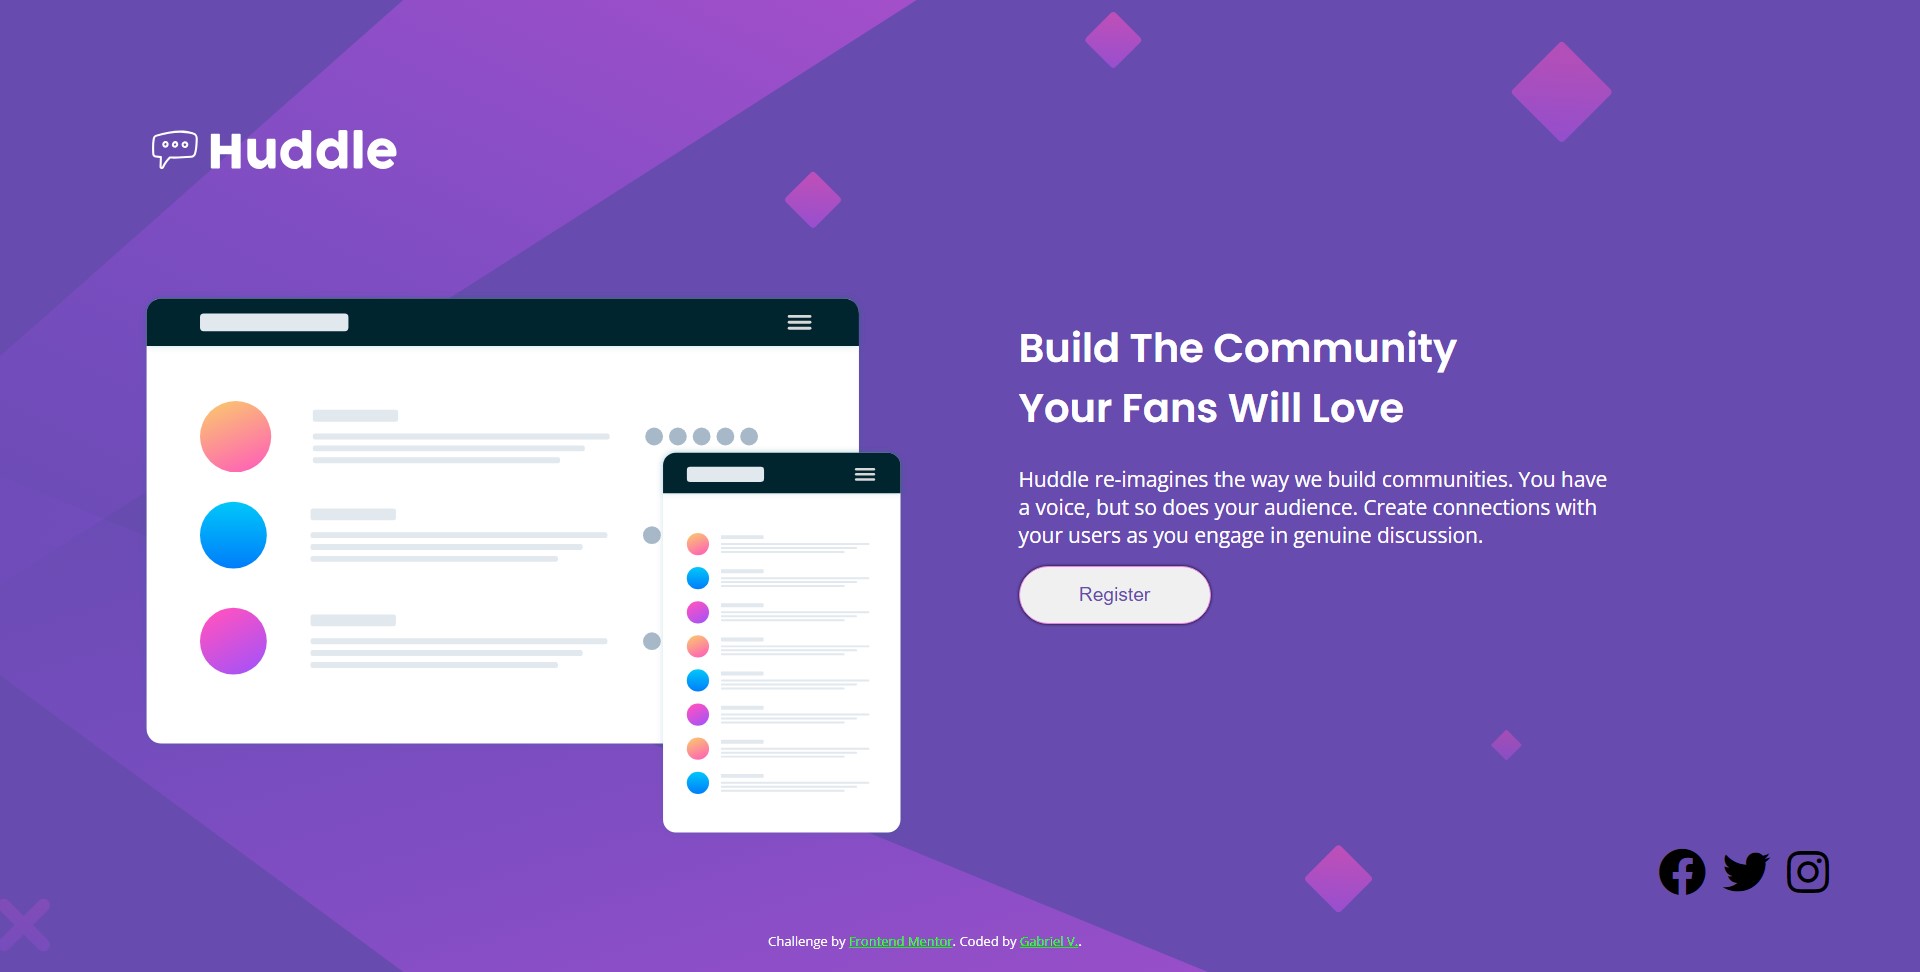 Huddle
Build The Community
Your Fans Will Love
Huddle re-imagines the way we build communities. You have
a voice, but so does your audience. Create connections with
your users as you engage in genuine discussion.
Register
Challenge by Frontend Mentor. Coded by Gabriel V..